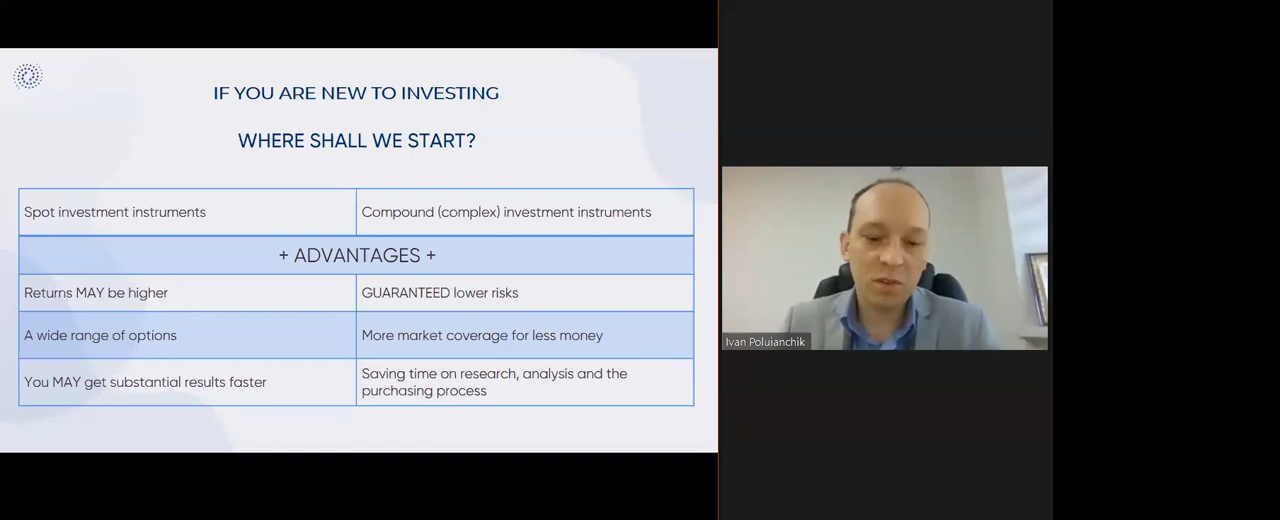 IF YOU ARE NEW TO INVESTING
WHERE SHALL WE START?
Spot investment instruments
Compound (complex) investment instruments
+ ADVANTAGES +
Returns MAY be higher
GUARANTEED lower risks
A wide range of options
More market coverage for less money
You MAY get substantial results faster
Saving time on research, analysis and the
purchasing process
Ivan Poluianchik